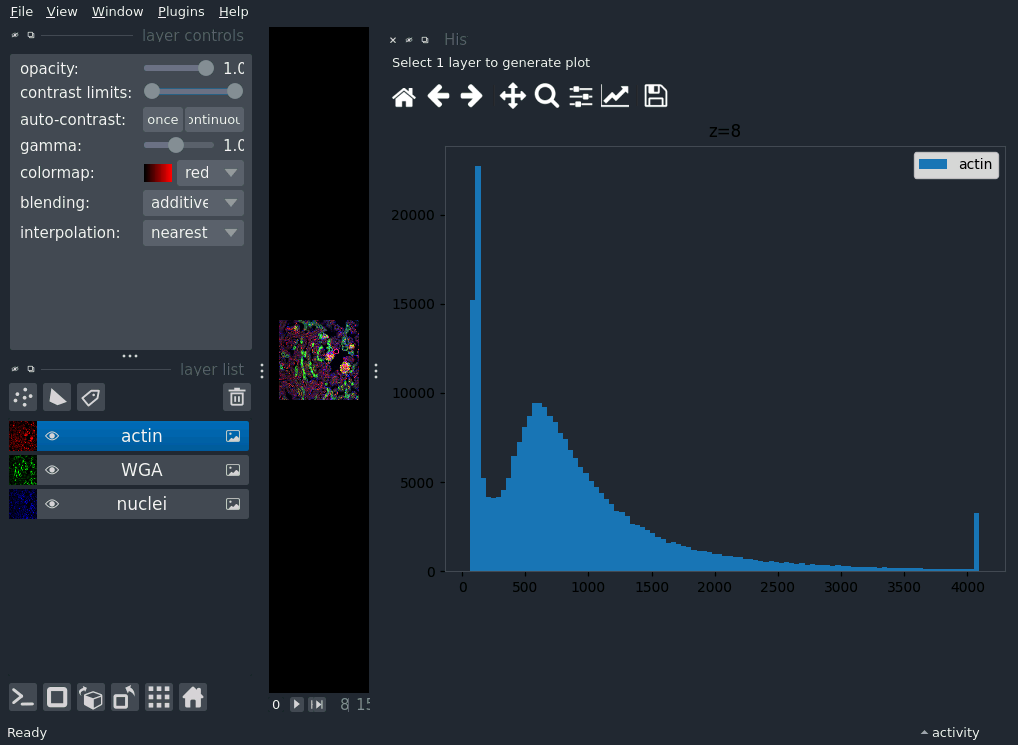 File View Window Plugins Help
layer controls
opacity: 1.0
contrast limits:
auto-contrast: once ontinuou
gamma: 1.0
colormap: red
blending: additive
interpolation: nearest
layer list
actin
WGA
nuclei
0 8 15
His
Select 1 layer to generate plot
z=8
actin
20000
15000
10000
5000
0
0 500 1000 1500 2000 2500 3000 3500 4000
Ready
activity